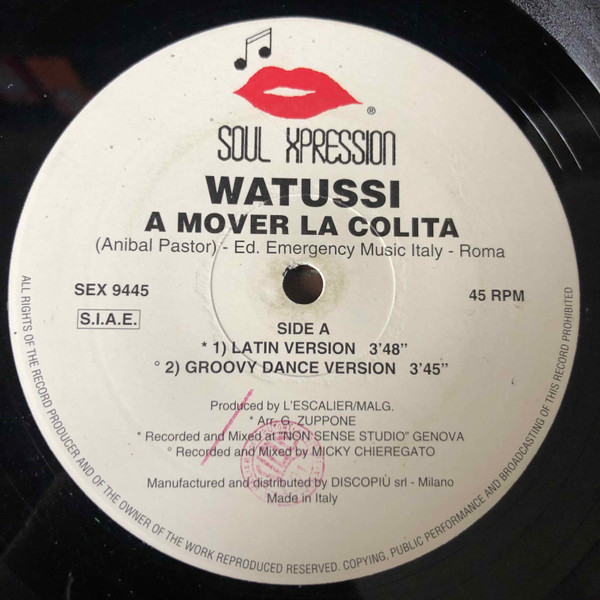 ®
SOUL XPRESSION
WATUSSI
A MOVER LA COLITA
(Anibal Pastor) - Ed. Emergency Music Italy - Roma
SEX 9445
45 RPM
S.I.A.E.
SIDE A
* 1) LATIN VERSION 3'48"
° 2) GROOVY DANCE VERSION 3'45"
Produced by L'ESCALIER/MALG.
* Arr. G. ZUPPONE
* Recorded and Mixed at "NON SENSE STUDIO" GENOVA
° Recorded and Mixed by MICKY CHIEREGATO
Manufactured and distributed by DISCOPIÙ srl - Milano
Made in Italy
ALL RIGHTS OF THE RECORD PRODUCER AND OF THE OWNER OF THE WORK REPRODUCED RESERVED. COPYING, PUBLIC PERFORMANCE AND BROADCASTING OF THIS RECORD PROHIBITED